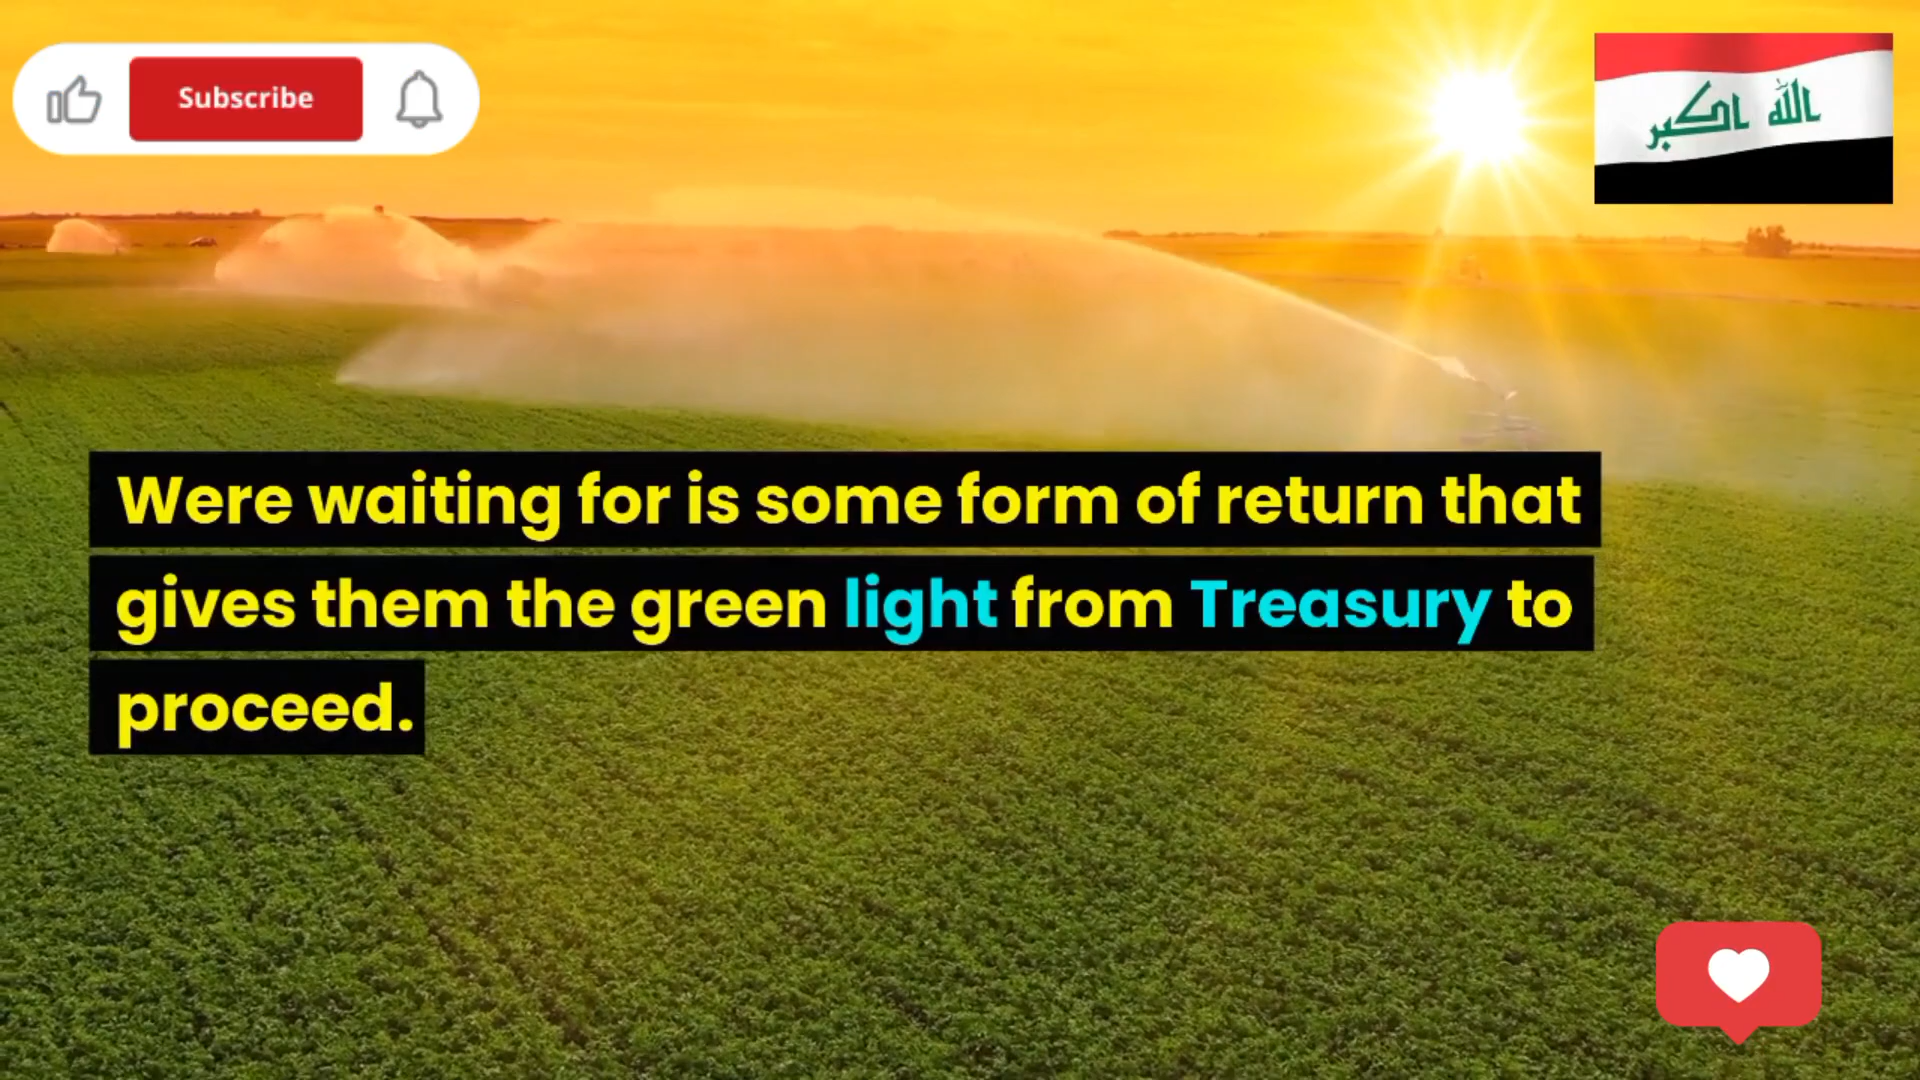 Subscribe
الله اكبر
Were waiting for is some form of return that
gives them the green light from Treasury to
proceed.